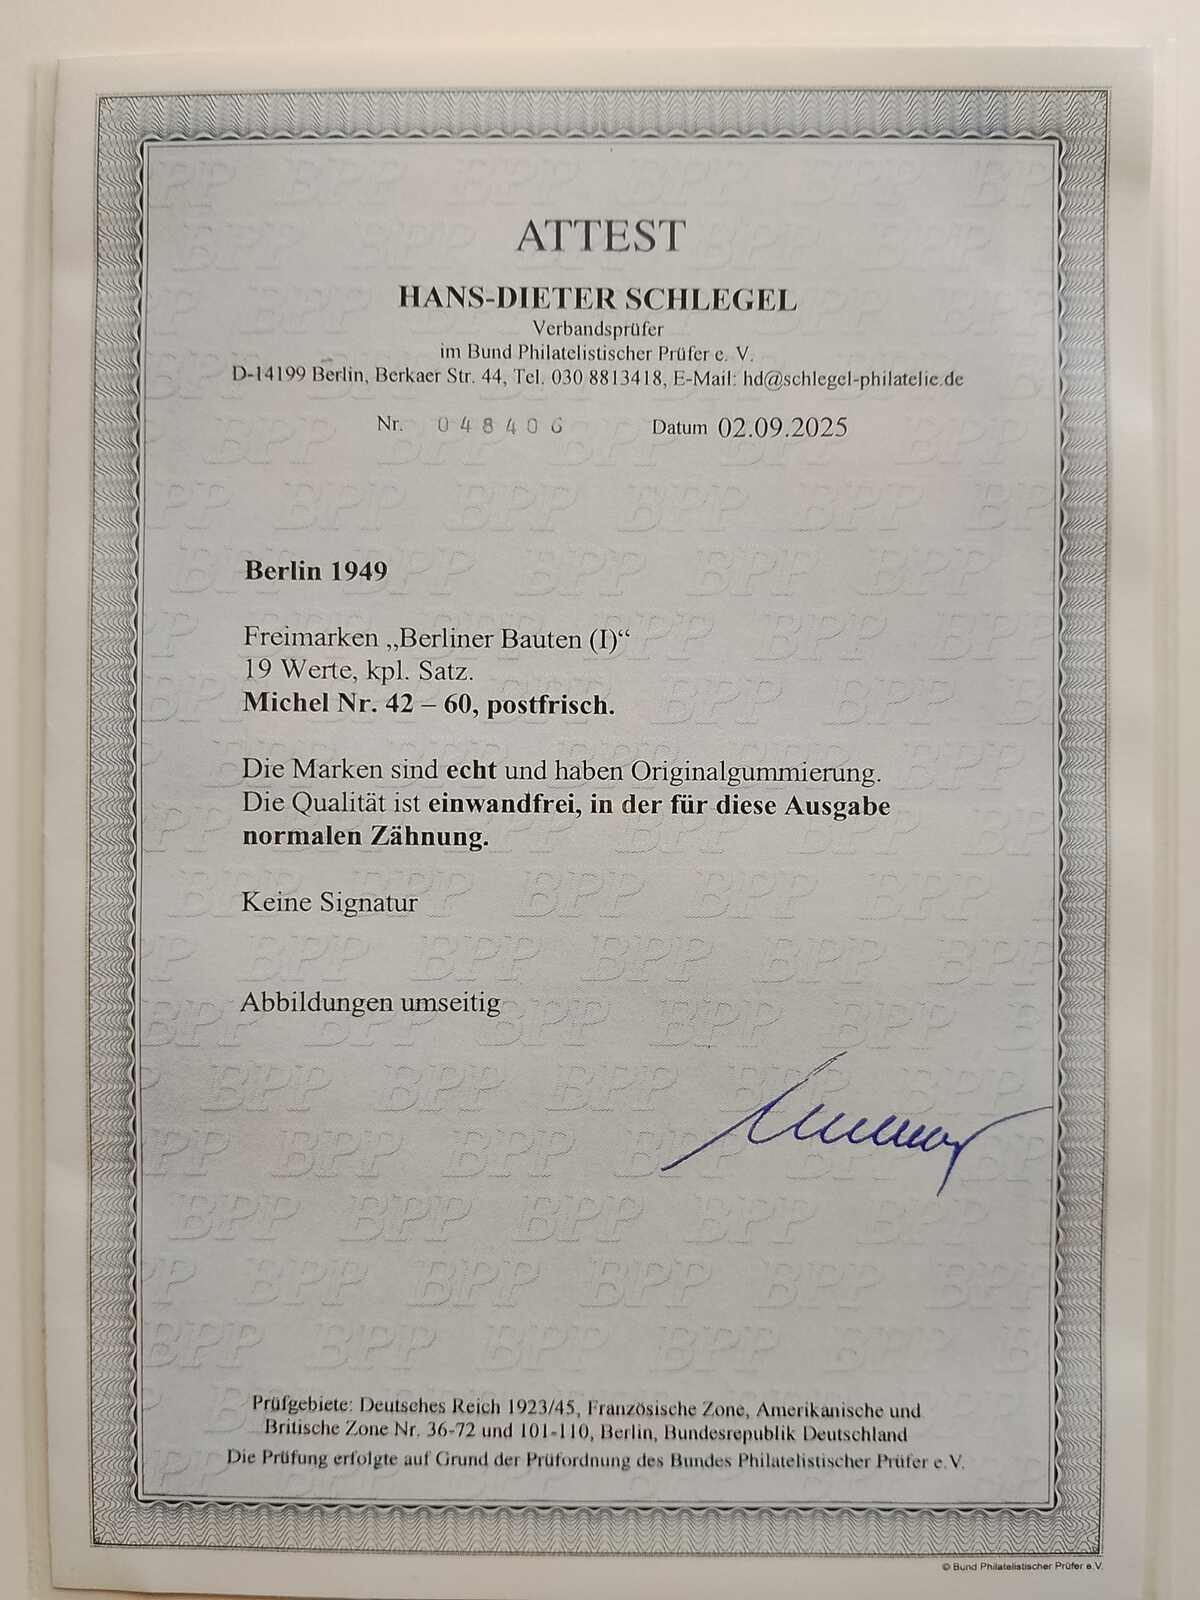 ATTEST
HANS-DIETER SCHLEGEL
Verbandsprüfer
im Bund Philatelistischer Prüfer e. V.
D-14199 Berlin, Berkaer Str. 44, Tel. 030 8813418, E-Mail: hd@schlegel-philatelie.de
Nr. 048406 Datum 02.09.2025
Berlin 1949
Freimarken „Berliner Bauten (I)“
19 Werte, kpl. Satz.
Michel Nr. 42 – 60, postfrisch.
Die Marken sind echt und haben Originalgummierung.
Die Qualität ist einwandfrei, in der für diese Ausgabe
normalen Zähnung.
Keine Signatur
Abbildungen umseitig
Prüfgebiete: Deutsches Reich 1923/45, Französische Zone, Amerikanische und
Britische Zone Nr. 36-72 und 101-110, Berlin, Bundesrepublik Deutschland
Die Prüfung erfolgte auf Grund der Prüfordnung des Bundes Philatelistischer Prüfer e.V.
© Bund Philatelistischer Prüfer e.V.